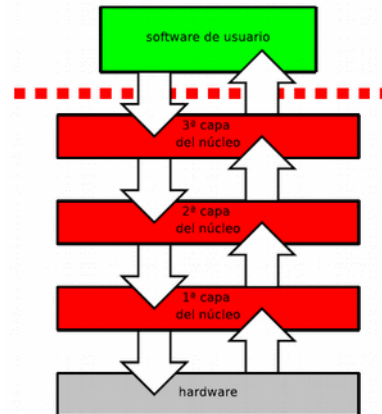 software de usuario
3ª capa
del núcleo
2ª capa
del núcleo
1ª capa
del núcleo
hardware